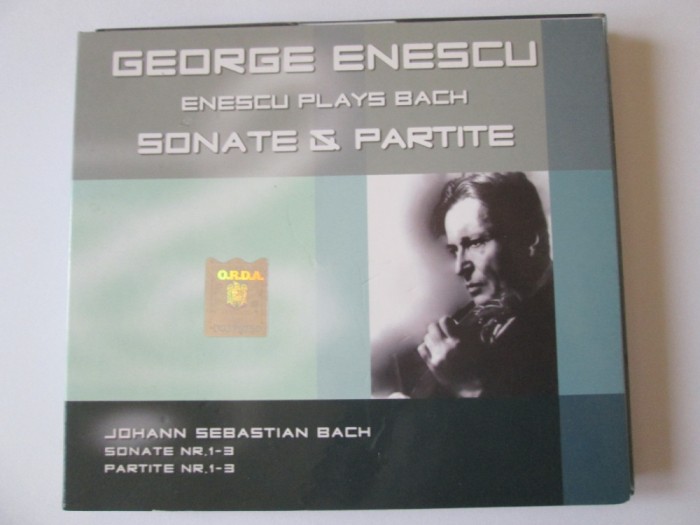 GEORGE ENESCU
ENESCU PLAYS BACH
SONATE & PARTITE
O.R.D.A.
JOHANN SEBASTIAN BACH
SONATE NR.1-3
PARTITE NR.1-3